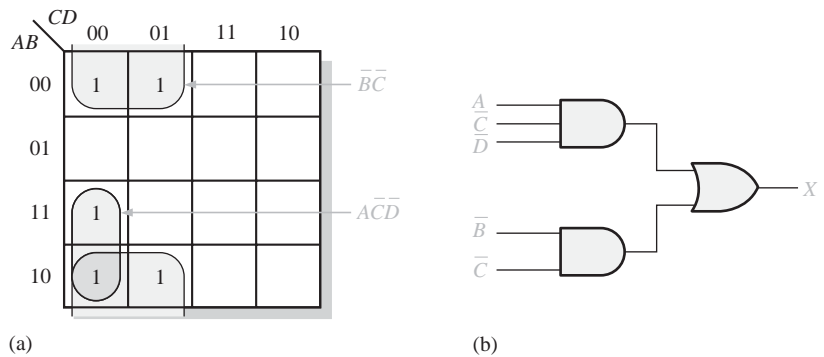 CD
AB
00 01 11 10
00 1 1 B̅C̅
01
11 1 AC̅D̅
10 1 1
(a)
A
C̅
D̅
B̅
C̅
X
(b)